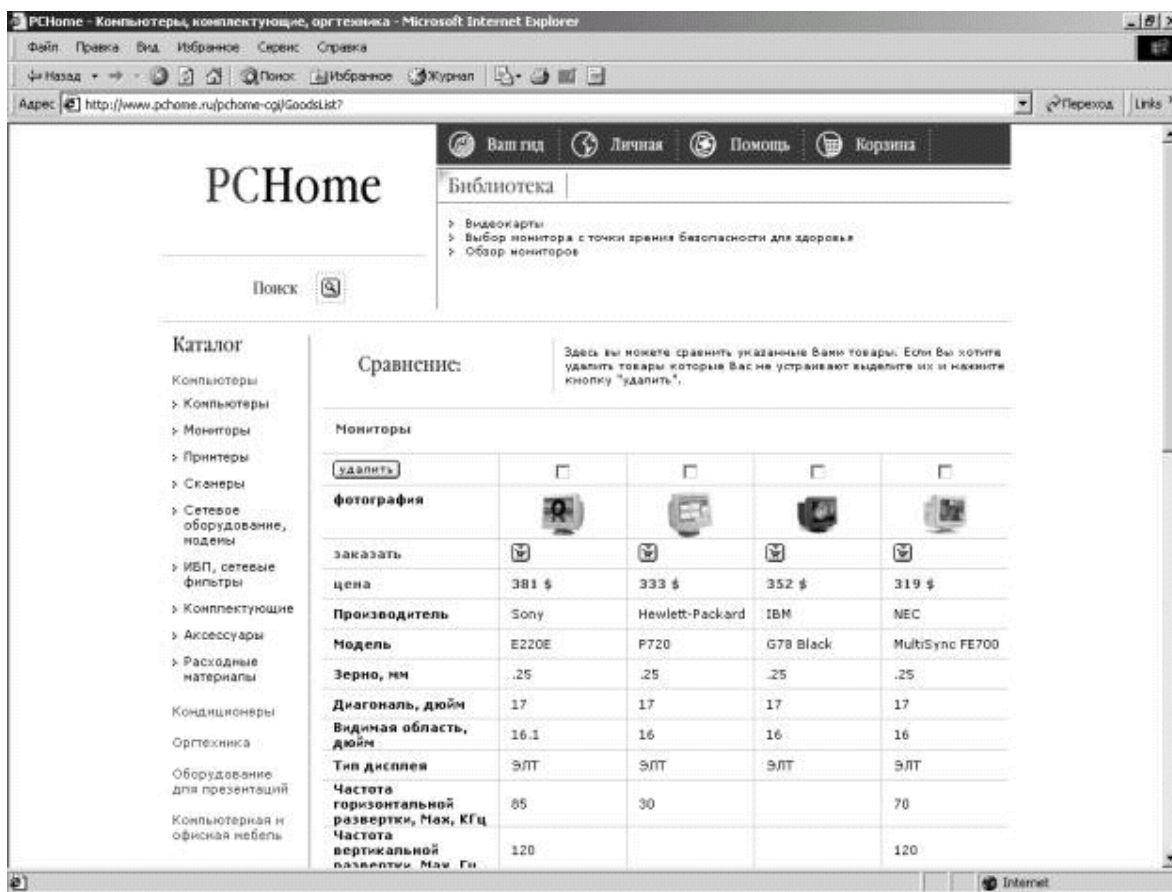 PCHome - Компьютеры, комплектующие, оргтехника - Microsoft Internet Explorer
Файл Правка Вид Избранное Сервис Справка
Назад Поиск Избранное Журнал
Адрес http://www.pchome.ru/pchome-cgi/GoodsList? Переход Links
Ваш гид Личная Помощь Корзина
PCHome
Библиотека
Видеокарты
Выбор монитора с точки зрения безопасности для здоровья
Обзор мониторов
Поиск
Каталог
Компьютеры
Компьютеры
Мониторы
Принтеры
Сканеры
Сетевое
оборудование,
модемы
ИБП, сетевые
фильтры
Комплектующие
Аксессуары
Расходные
материалы
Кондиционеры
Оргтехника
Оборудование
для презентаций
Компьютерная и
офисная мебель
Сравнение:
Здесь вы можете сравнить указанные Вами товары. Если Вы хотите
удалить товары которые Вас не устраивают выделите их и нажмите
кнопку "удалить".
Мониторы
удалить
фотография
заказать
цена 381 $ 333 $ 352 $ 319 $
Производитель Sony Hewlett-Packard IBM NEC
Модель E220E P720 G78 Black MultiSync FE700
Зерно, мм .25 .25 .25 .25
Диагональ, дюйм 17 17 17 17
Видимая область,
дюйм 16.1 16 16 16
Тип дисплея ЭЛТ ЭЛТ ЭЛТ ЭЛТ
Частота
горизонтальной
развертки, Max, КГц 85 30 70
Частота
вертикальной
развертки, Max, Гц 120 120
Internet